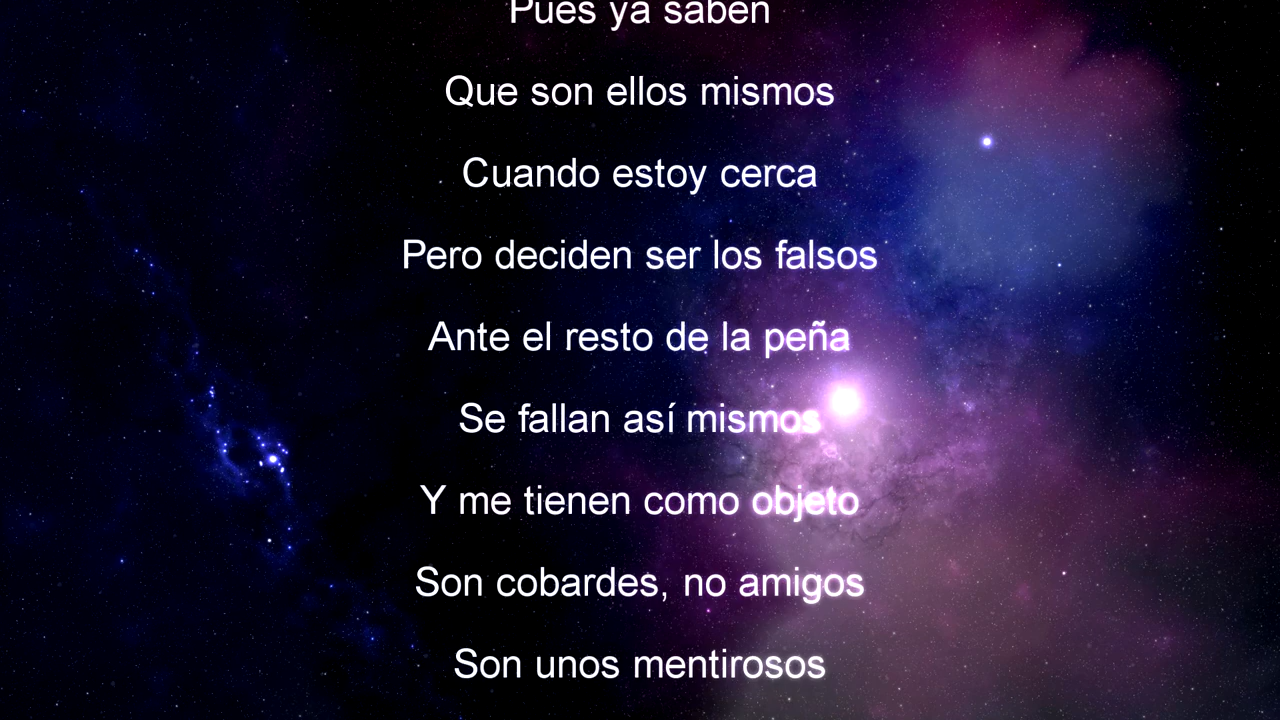 Pues ya saben
Que son ellos mismos
Cuando estoy cerca
Pero deciden ser los falsos
Ante el resto de la peña
Se fallan así mismos
Y me tienen como objeto
Son cobardes, no amigos
Son unos mentirosos